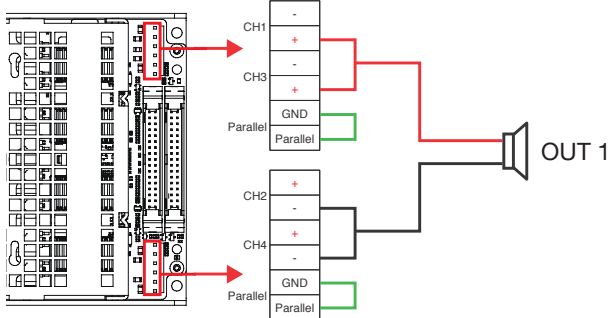 CH1
-
+
CH3
-
+
Parallel
GND
Parallel
OUT 1
CH2
+
-
CH4
+
-
Parallel
GND
Parallel